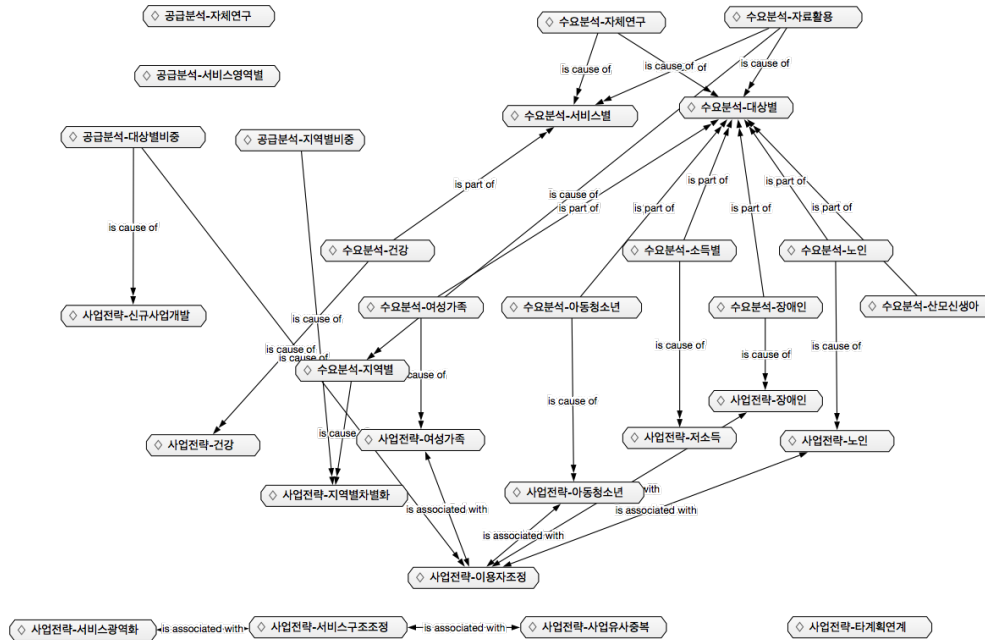 공급분석-자체연구
수요분석-자체연구
수요분석-자료활용
is cause of
is cause of
of
is cause of
공급분석-서비스영역별
수요분석-서비스별
수요분석-대상별
공급분석-대상별비중
공급분석-지역별비중
is part of
is part of
is part of
is part of
is cause of
is part of
is part of
is part of
is cause of
수요분석-건강
수요분석-소득별
수요분석-노인
사업전략-신규사업개발
is cause of
수요분석-여성가족
수요분석-아동청소년
수요분석-장애인
수요분석-산모신생아
is cause of
is cause of
is cause of
is cause of
is cause of
수요분석-지역별
cause of
is cause of
사업전략-장애인
사업전략-건강
is cause
사업전략-여성가족
사업전략-저소득
사업전략-노인
사업전략-지역별차별화
사업전략-아동청소년
with
is associated with
is associated with
is associated with
사업전략-이용자조정
사업전략-서비스광역화
is associated with
사업전략-서비스구조조정
is associated with
사업전략-사업유사중복
사업전략-타계획연계